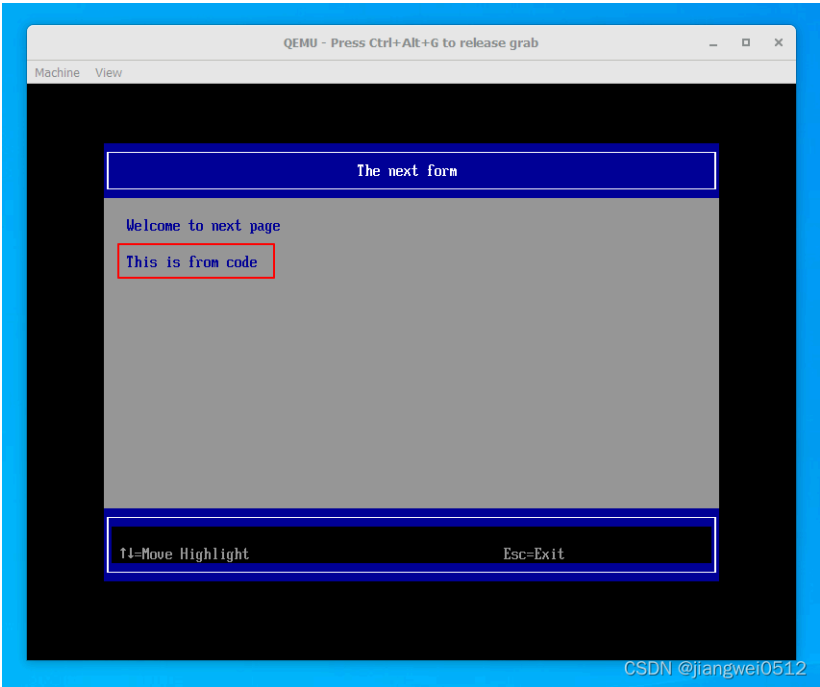 QEMU - Press Ctrl+Alt+G to release grab
Machine View
The next form
Welcome to next page
This is from code
↑↓=Move Highlight Esc=Exit
CSDN @jiangwei0512